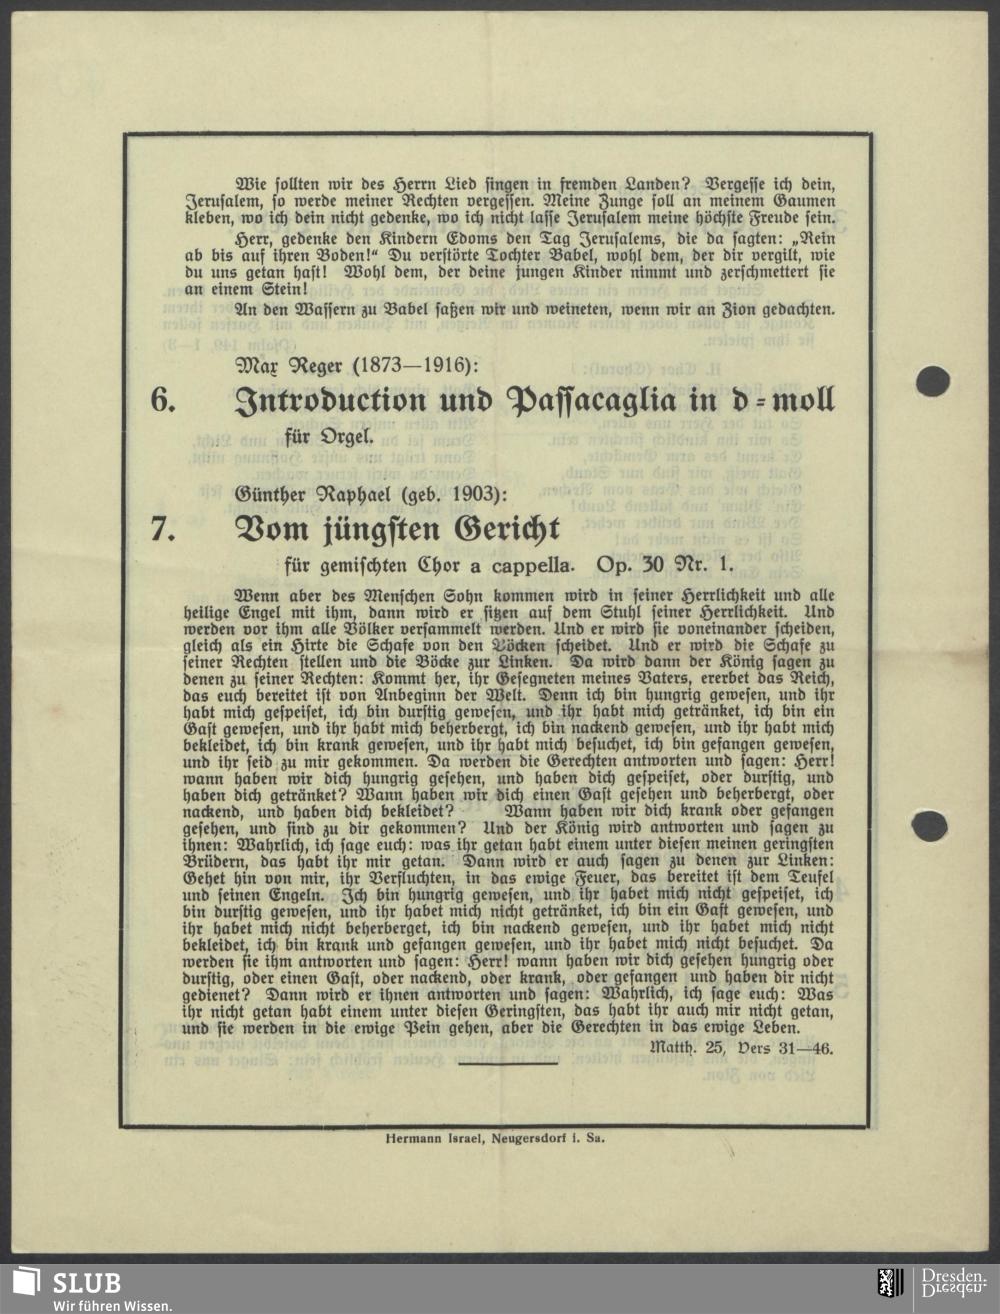 Wie sollten wir des Herrn Lied singen in fremden Landen? Vergesse ich dein,
Jerusalem, so werde meiner Rechten vergessen. Meine Zunge soll an meinem Gaumen
kleben, wo ich dein nicht gedenke, wo ich nicht lasse Jerusalem meine höchste Freude sein.
Herr, gedenke den Kindern Edoms den Tag Jerusalems, die da sagten: „Rein
ab bis auf ihren Boden!“ Du verstörte Tochter Babel, wohl dem, der dir vergilt, wie
du uns getan hast! Wohl dem, der deine jungen Kinder nimmt und zerschmettert sie
an einem Stein!
An den Wassern zu Babel saßen wir und weineten, wenn wir an Zion gedachten.
Max Reger (1873—1916):
6. Introduction und Passacaglia in d=moll
für Orgel.
Günther Raphael (geb. 1903):
7. Vom jüngsten Gericht
für gemischten Chor a cappella. Op. 30 Nr. 1.
Wenn aber des Menschen Sohn kommen wird in seiner Herrlichkeit und alle
heilige Engel mit ihm, dann wird er sitzen auf dem Stuhl seiner Herrlichkeit. Und
werden vor ihm alle Völker versammelt werden. Und er wird sie voneinander scheiden,
gleich als ein Hirte die Schafe von den Böcken scheidet. Und er wird die Schafe zu
seiner Rechten stellen und die Böcke zur Linken. Da wird dann der König sagen zu
denen zu seiner Rechten: Kommt her, ihr Gesegneten meines Vaters, ererbet das Reich,
das euch bereitet ist von Anbeginn der Welt. Denn ich bin hungrig gewesen, und ihr
habt mich gespeiset, ich bin durstig gewesen, und ihr habt mich getränket, ich bin ein
Gast gewesen, und ihr habt mich beherbergt, ich bin nackend gewesen, und ihr habt mich
bekleidet, ich bin krank gewesen, und ihr habt mich besuchet, ich bin gefangen gewesen,
und ihr seid zu mir gekommen. Da werden die Gerechten antworten und sagen: Herr!
wann haben wir dich hungrig gesehen, und haben dich gespeiset, oder durstig, und
haben dich getränket? Wann haben wir dich einen Gast gesehen und beherbergt, oder
nackend, und haben dich bekleidet? Wann haben wir dich krank oder gefangen
gesehen, und sind zu dir gekommen? Und der König wird antworten und sagen zu
ihnen: Wahrlich, ich sage euch: was ihr getan habt einem unter diesen meinen geringsten
Brüdern, das habt ihr mir getan. Dann wird er auch sagen zu denen zur Linken:
Gehet hin von mir, ihr Verfluchten, in das ewige Feuer, das bereitet ist dem Teufel
und seinen Engeln. Ich bin hungrig gewesen, und ihr habet mich nicht gespeiset, ich
bin durstig gewesen, und ihr habet mich nicht getränket, ich bin ein Gast gewesen, und
ihr habet mich nicht beherberget, ich bin nackend gewesen, und ihr habet mich nicht
bekleidet, ich bin krank und gefangen gewesen, und ihr habet mich nicht besuchet. Da
werden sie ihm antworten und sagen: Herr! wann haben wir dich gesehen hungrig oder
durstig, oder einen Gast, oder nackend, oder krank, oder gefangen und haben dir nicht
gedienet? Dann wird er ihnen antworten und sagen: Wahrlich, ich sage euch: Was
ihr nicht getan habt einem unter diesen Geringsten, das habt ihr auch mir nicht getan,
und sie werden in die ewige Pein gehen, aber die Gerechten in das ewige Leben.
Matth. 25, Vers 31—46.
Hermann Israel, Neugersdorf i. Sa.
SLUB
Wir führen Wissen.
Dresden.
Dresden.